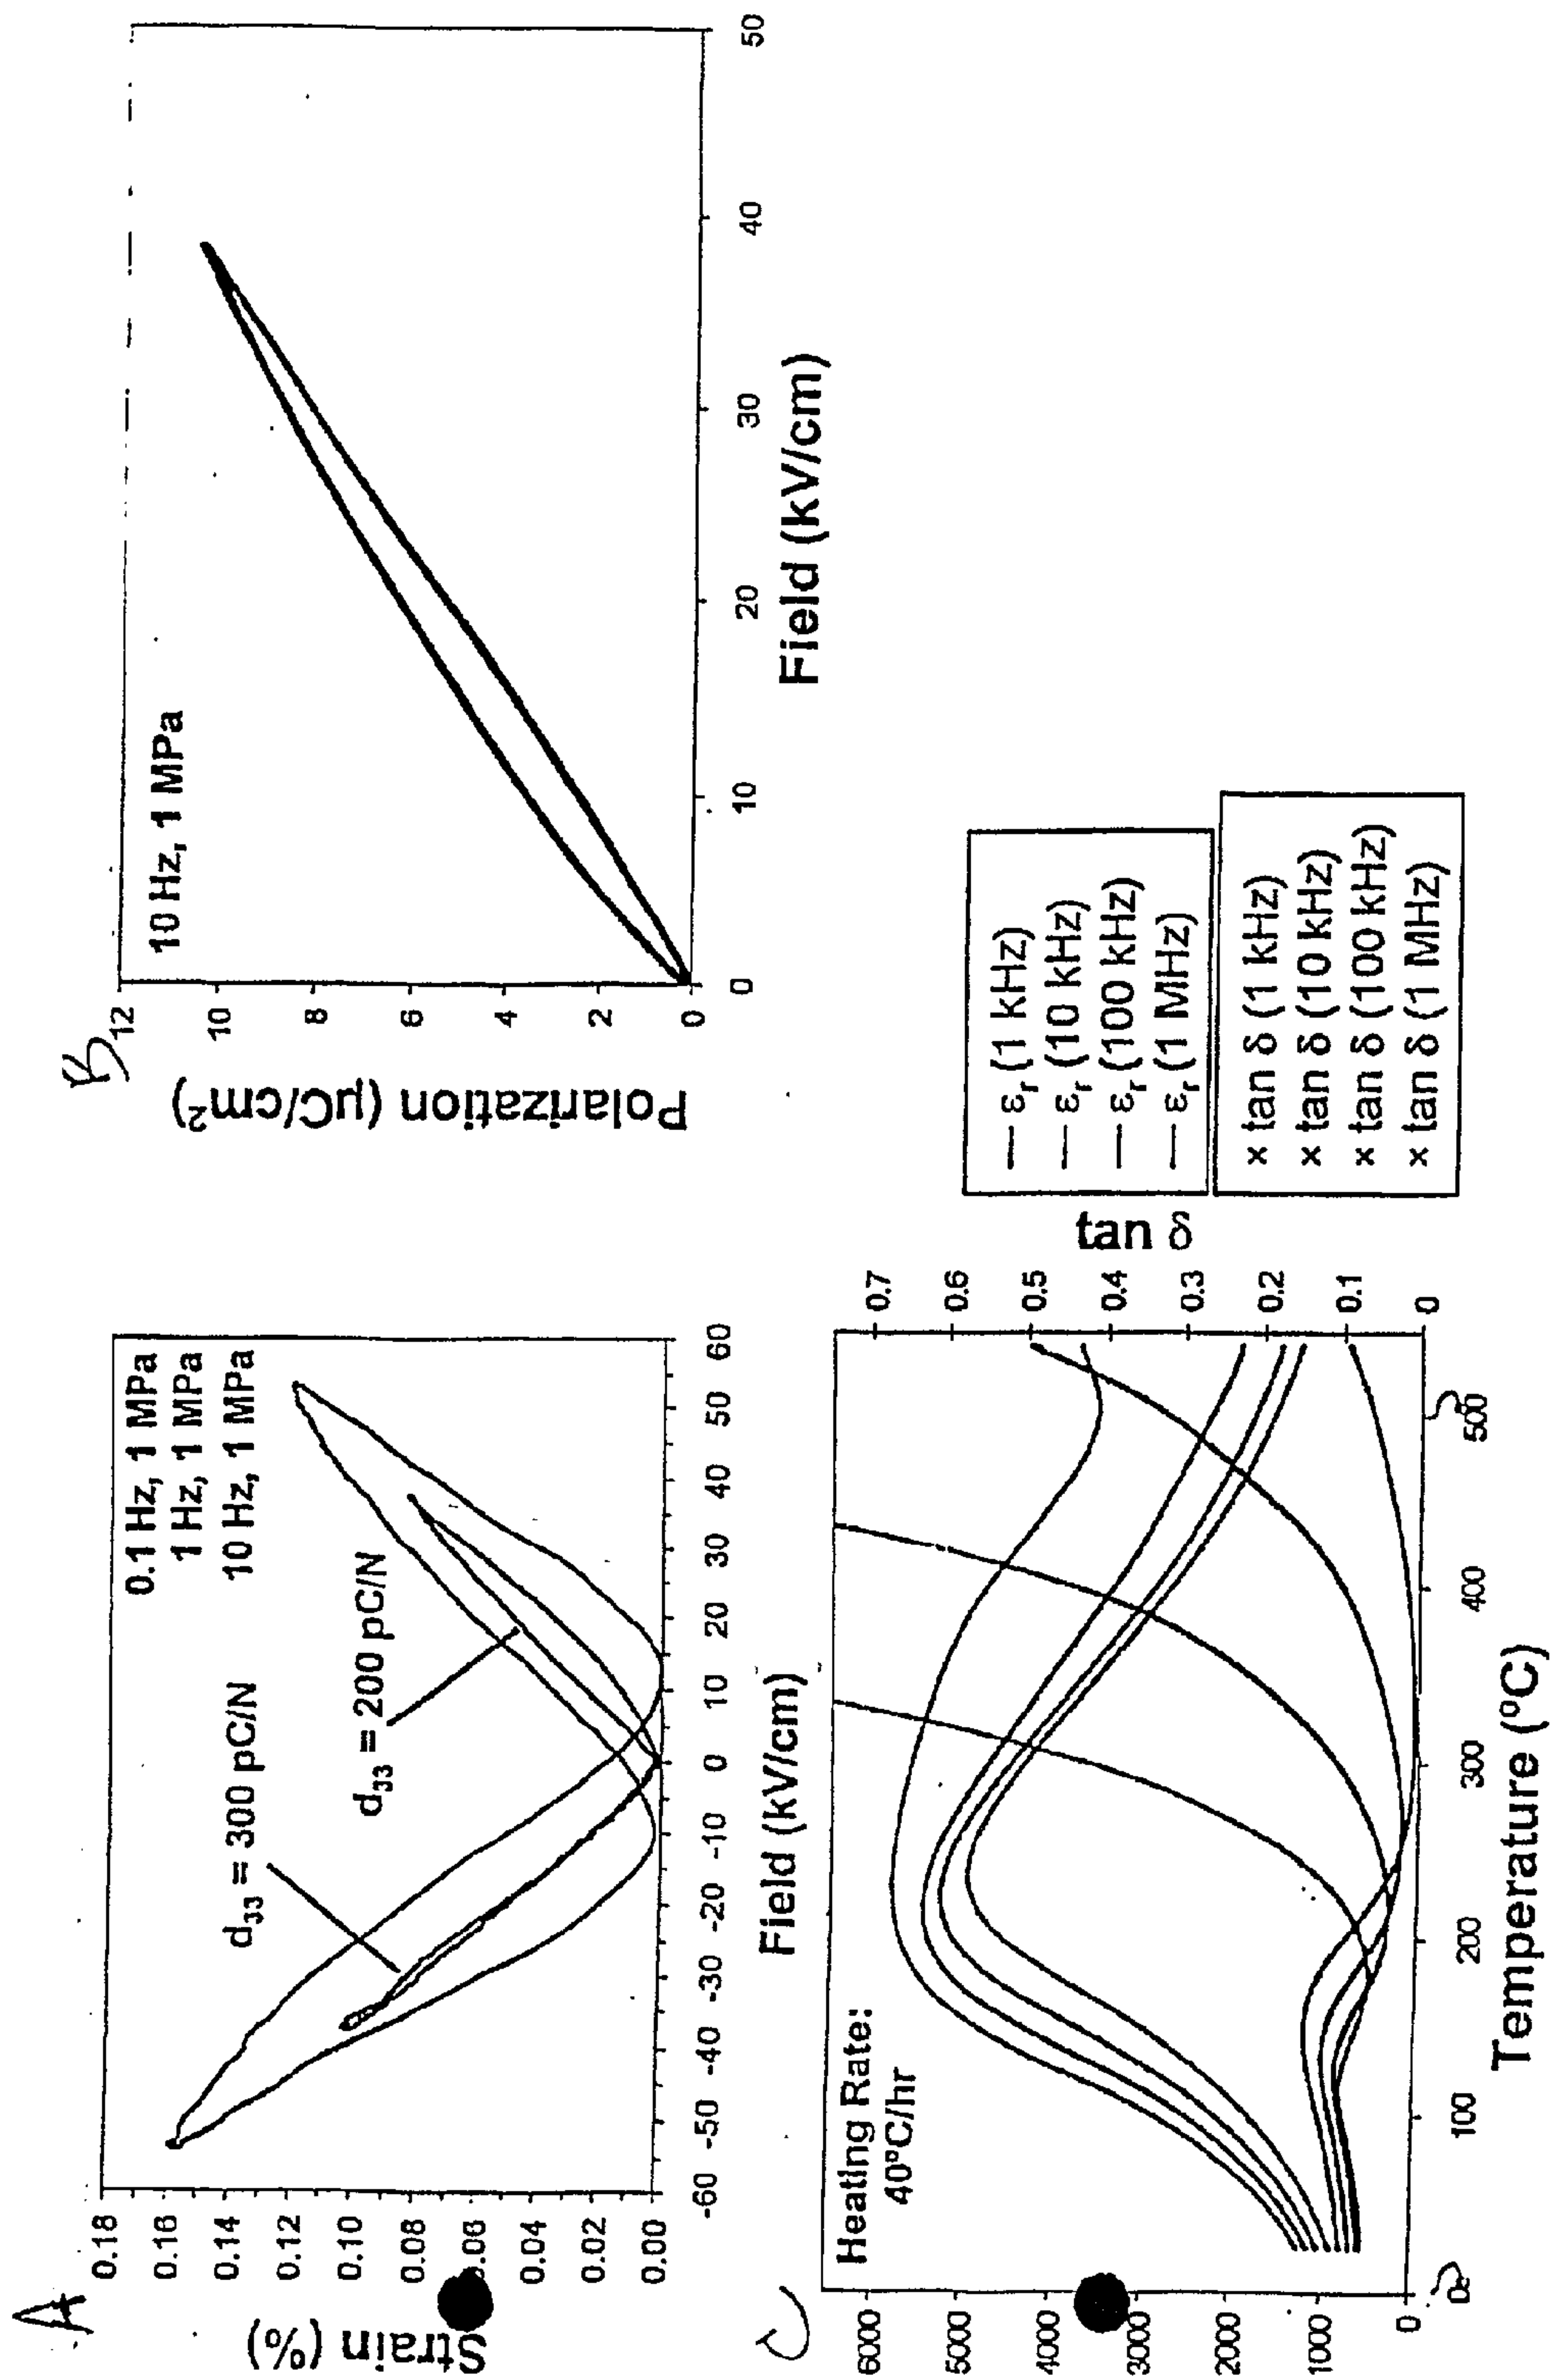 A
Strain (%)
0.18
0.16
0.14
0.12
0.10
0.08
0.06
0.04
0.02
0.00
0.1 Hz, 1 MPa
1 Hz, 1 MPa
10 Hz, 1 MPa
d₃₃ = 300 pC/N
d₃₃ = 200 pC/N
-60 -50 -40 -30 -20 -10 0 10 20 30 40 50 60
Field (kV/cm)
B
Polarization (µC/cm²)
12
10
8
6
4
2
0
10 Hz, 1 MPa
0 10 20 30 40 50
Field (kV/cm)
C
Heating Rate:
40ºC/hr
6000
5000
4000
3000
2000
1000
0
0 100 200 300 400 500
Temperature (ºC)
0.7
0.6
0.5
0.4
0.3
0.2
0.1
0
tan δ
— εᵣ (1 kHz)
— εᵣ (10 kHz)
— εᵣ (100 kHz)
— εᵣ (1 MHz)
× tan δ (1 kHz)
× tan δ (10 kHz)
× tan δ (100 kHz)
× tan δ (1 MHz)